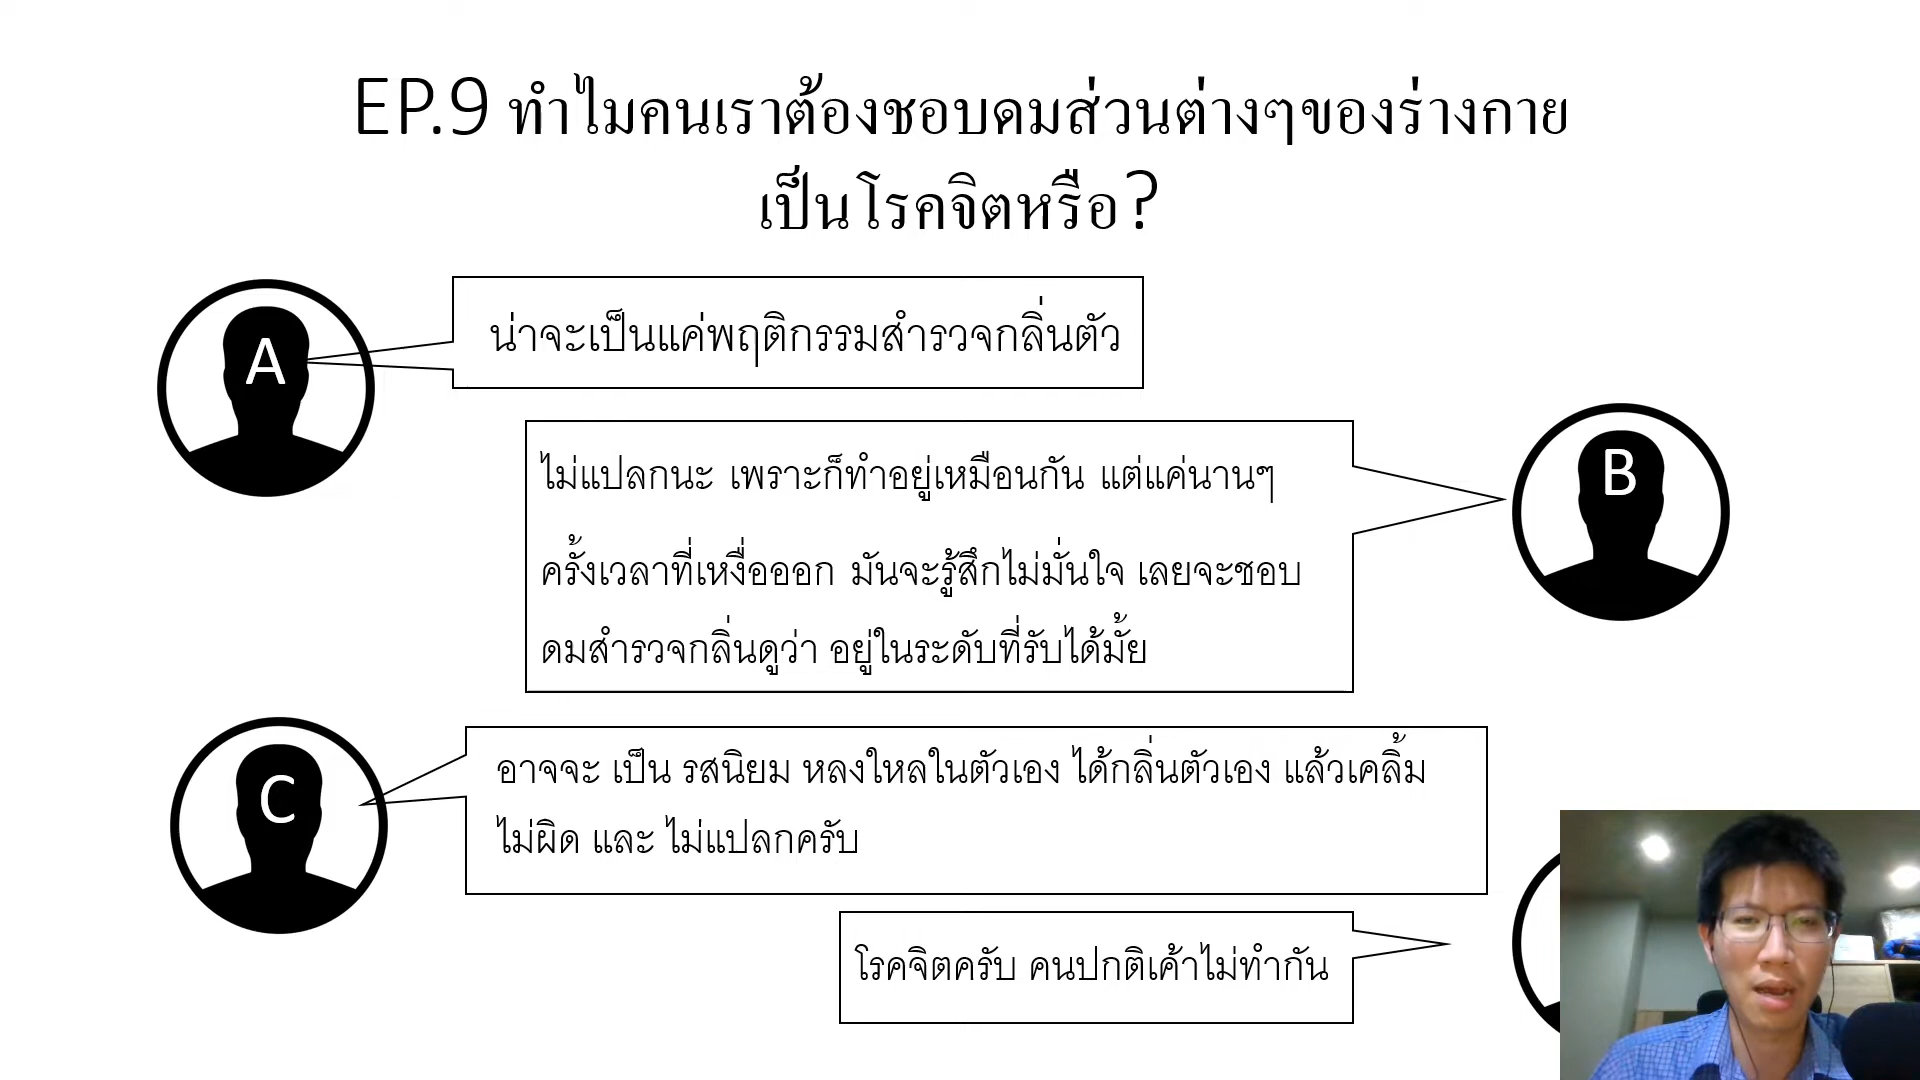 EP.9 ทำไมคนเราต้องชอบดมส่วนต่างๆของร่างกาย
เป็นโรคจิตหรือ?
A
น่าจะเป็นแค่พฤติกรรมสำรวจกลิ่นตัว
B
ไม่แปลกนะ เพราะก็ทำอยู่เหมือนกัน แต่แค่นานๆ
ครั้งเวลาที่เหงื่อออก มันจะรู้สึกไม่มั่นใจ เลยจะชอบ
ดมสำรวจกลิ่นดูว่า อยู่ในระดับที่รับได้มั้ย
C
อาจจะ เป็น รสนิยม หลงใหลในตัวเอง ได้กลิ่นตัวเอง แล้วเคลิ้ม
ไม่ผิด และ ไม่แปลกครับ
โรคจิตครับ คนปกติเค้าไม่ทำกัน